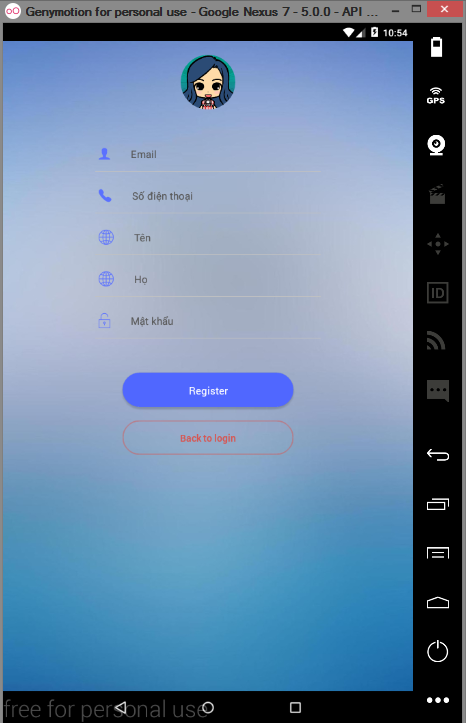 Genymotion for personal use - Google Nexus 7 - 5.0.0 - API ...
10:54
GPS
Email
Số điện thoại
Tên
ID
Họ
Mật khẩu
Register
Back to login
free for personal use